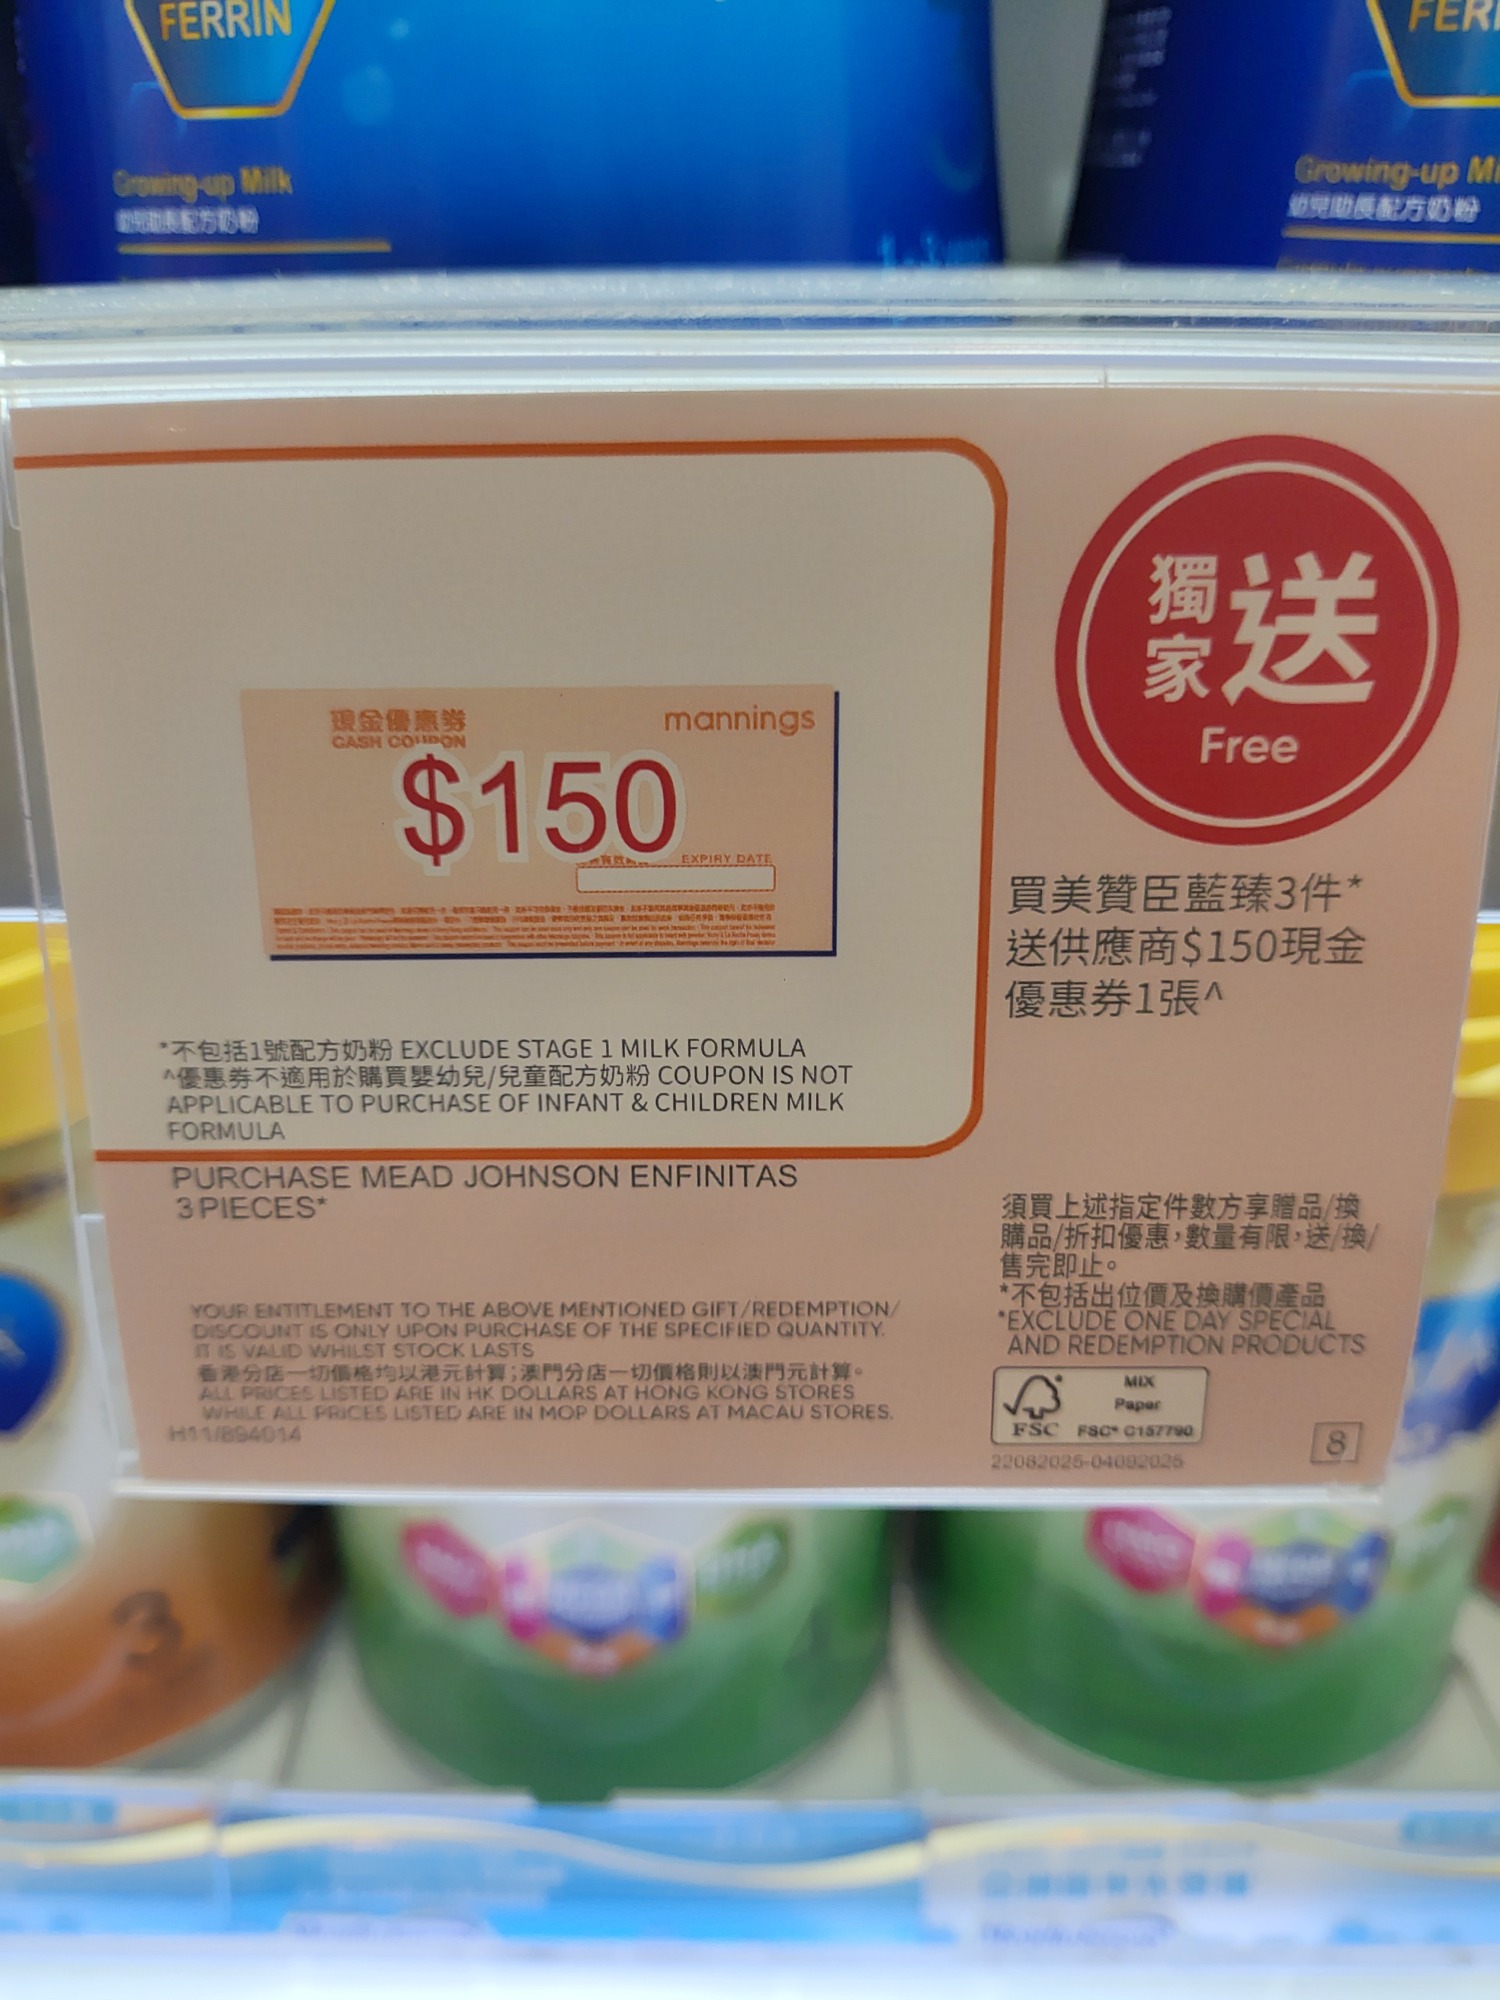 FERRIN
Growing-up Milk
幼兒助長配方奶粉
Growing-up
幼兒助長配方奶粉
現金優惠券
CASH COUPON
mannings
$150
EXPIRY DATE
*不包括1號配方奶粉 EXCLUDE STAGE 1 MILK FORMULA
^優惠券不適用於購買嬰幼兒/兒童配方奶粉 COUPON IS NOT
APPLICABLE TO PURCHASE OF INFANT & CHILDREN MILK
FORMULA
PURCHASE MEAD JOHNSON ENFINITAS
3 PIECES*
YOUR ENTITLEMENT TO THE ABOVE MENTIONED GIFT/REDEMPTION/
DISCOUNT IS ONLY UPON PURCHASE OF THE SPECIFIED QUANTITY.
IT IS VALID WHILST STOCK LASTS
香港分店一切價格均以港元計算;澳門分店一切價格則以澳門元計算。
ALL PRICES LISTED ARE IN HK DOLLARS AT HONG KONG STORES
WHILE ALL PRICES LISTED ARE IN MOP DOLLARS AT MACAU STORES.
H11/894014
獨家送
Free
買美贊臣藍臻3件*
送供應商$150現金
優惠券1張^
須買上述指定件數方享贈品/換
購品/折扣優惠,數量有限,送/換/
售完即止。
*不包括出位價及換購價產品
*EXCLUDE ONE DAY SPECIAL
AND REDEMPTION PRODUCTS
MIX
Paper
FSC FSC® C157790
22082025-04092025
8
3